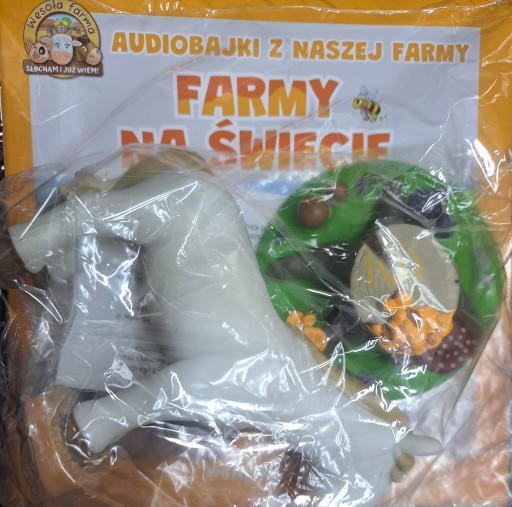 Wesoła farma
SŁUCHAM I JUŻ WIEM!
AUDIOBAJKI Z NASZEJ FARMY
FARMY
NA ŚWIECIE